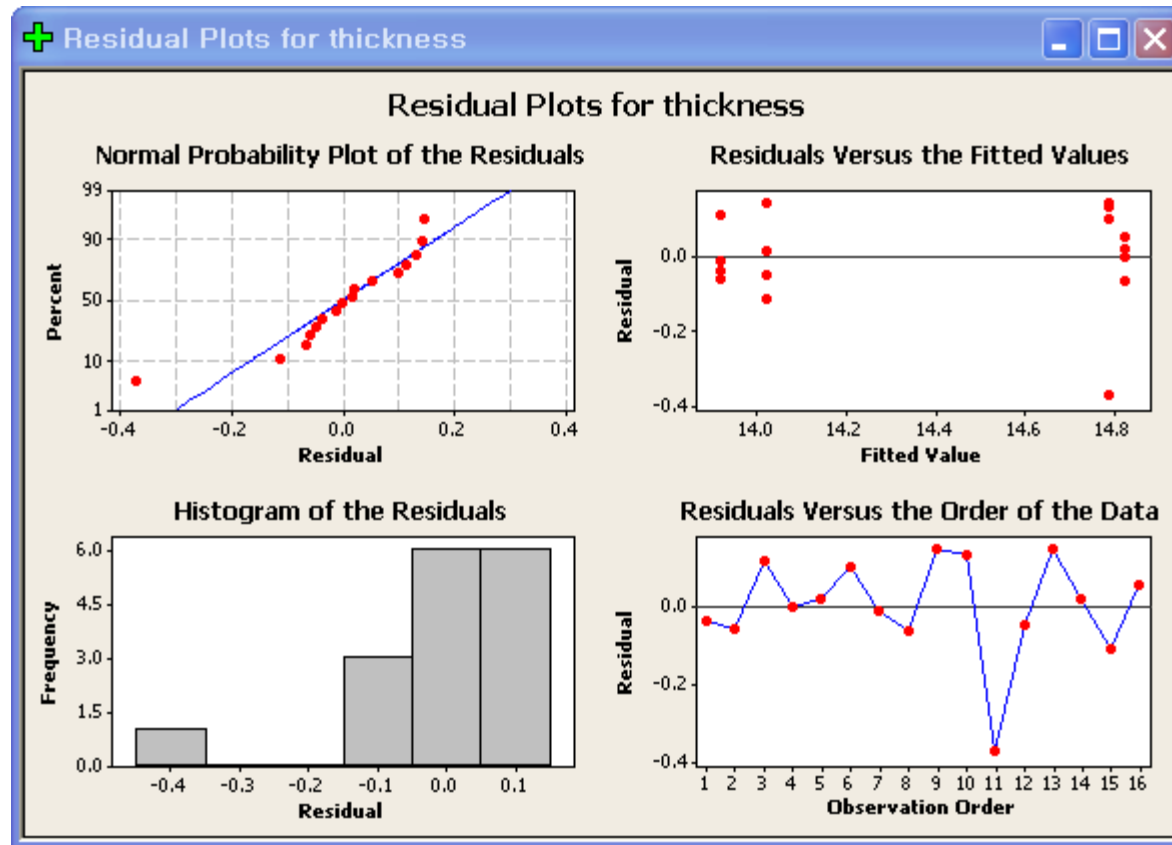 Residual Plots for thickness
Residual Plots for thickness
Normal Probability Plot of the Residuals
99
90
50
10
1
Percent
-0.4 -0.2 0.0 0.2 0.4
Residual
Residuals Versus the Fitted Values
0.0
-0.2
-0.4
Residual
14.0 14.2 14.4 14.6 14.8
Fitted Value
Histogram of the Residuals
6.0
4.5
3.0
1.5
0.0
Frequency
-0.4 -0.3 -0.2 -0.1 0.0 0.1
Residual
Residuals Versus the Order of the Data
0.0
-0.2
-0.4
Residual
1 2 3 4 5 6 7 8 9 10 11 12 13 14 15 16
Observation Order